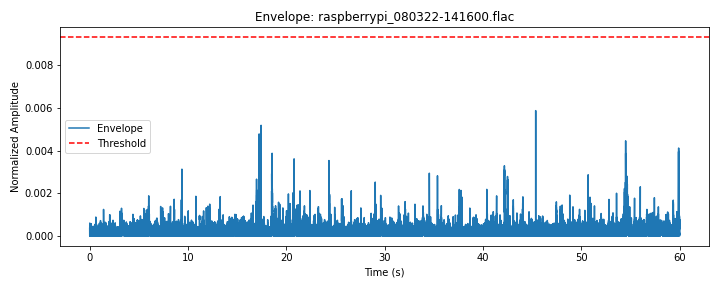 Envelope: raspberrypi_080322-141600.flac
Normalized Amplitude
0.008
0.006
0.004
0.002
0.000
Envelope
Threshold
0 10 20 30 40 50 60
Time (s)